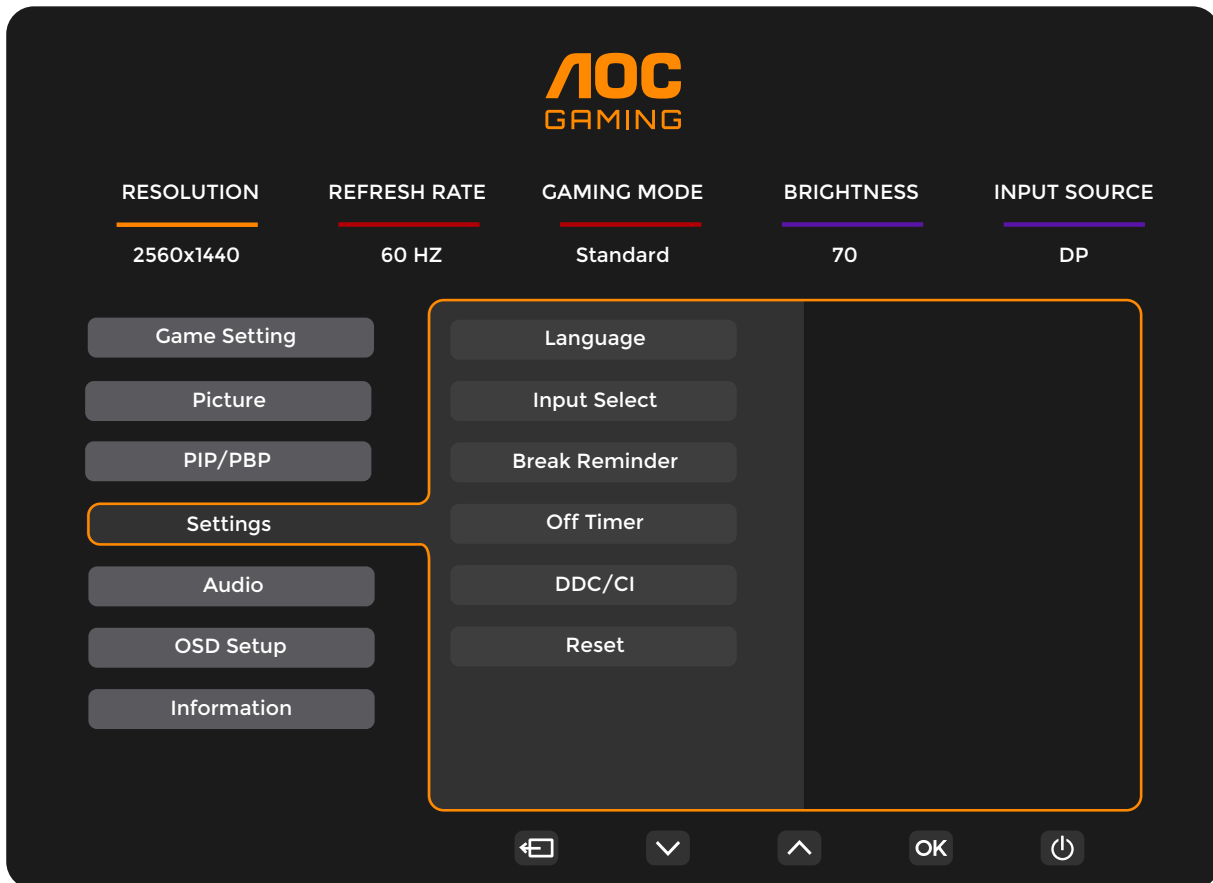 AOC
GAMING
RESOLUTION REFRESH RATE GAMING MODE BRIGHTNESS INPUT SOURCE
2560x1440 60 HZ Standard 70 DP
Game Setting
Picture
PIP/PBP
Settings
Audio
OSD Setup
Information
Language
Input Select
Break Reminder
Off Timer
DDC/CI
Reset
OK